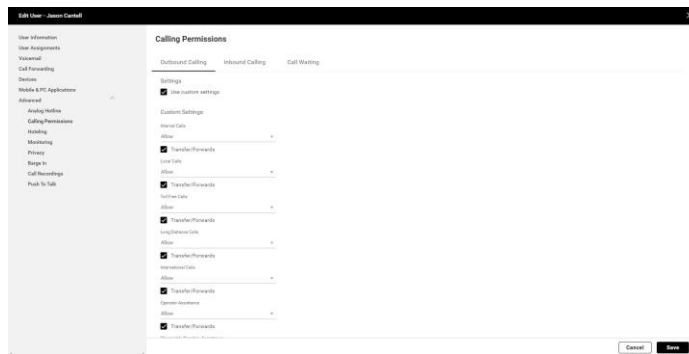 Edit User - Jason Cantell
User Information
User Assignments
Voicemail
Call Forwarding
Devices
Mobile & PC Applications
Advanced
Analog Hotline
Calling Permissions
Hoteling
Monitoring
Privacy
Barge In
Call Recordings
Push To Talk
Calling Permissions
Outbound Calling
Inbound Calling
Call Waiting
Settings
Use custom settings
Custom Settings
Internal Calls
Allow
Transfer/Forwards
Local Calls
Allow
Transfer/Forwards
Toll Free Calls
Allow
Transfer/Forwards
Long Distance Calls
Allow
Transfer/Forwards
International Calls
Allow
Transfer/Forwards
Operator Assistance
Allow
Transfer/Forwards
Cancel
Save